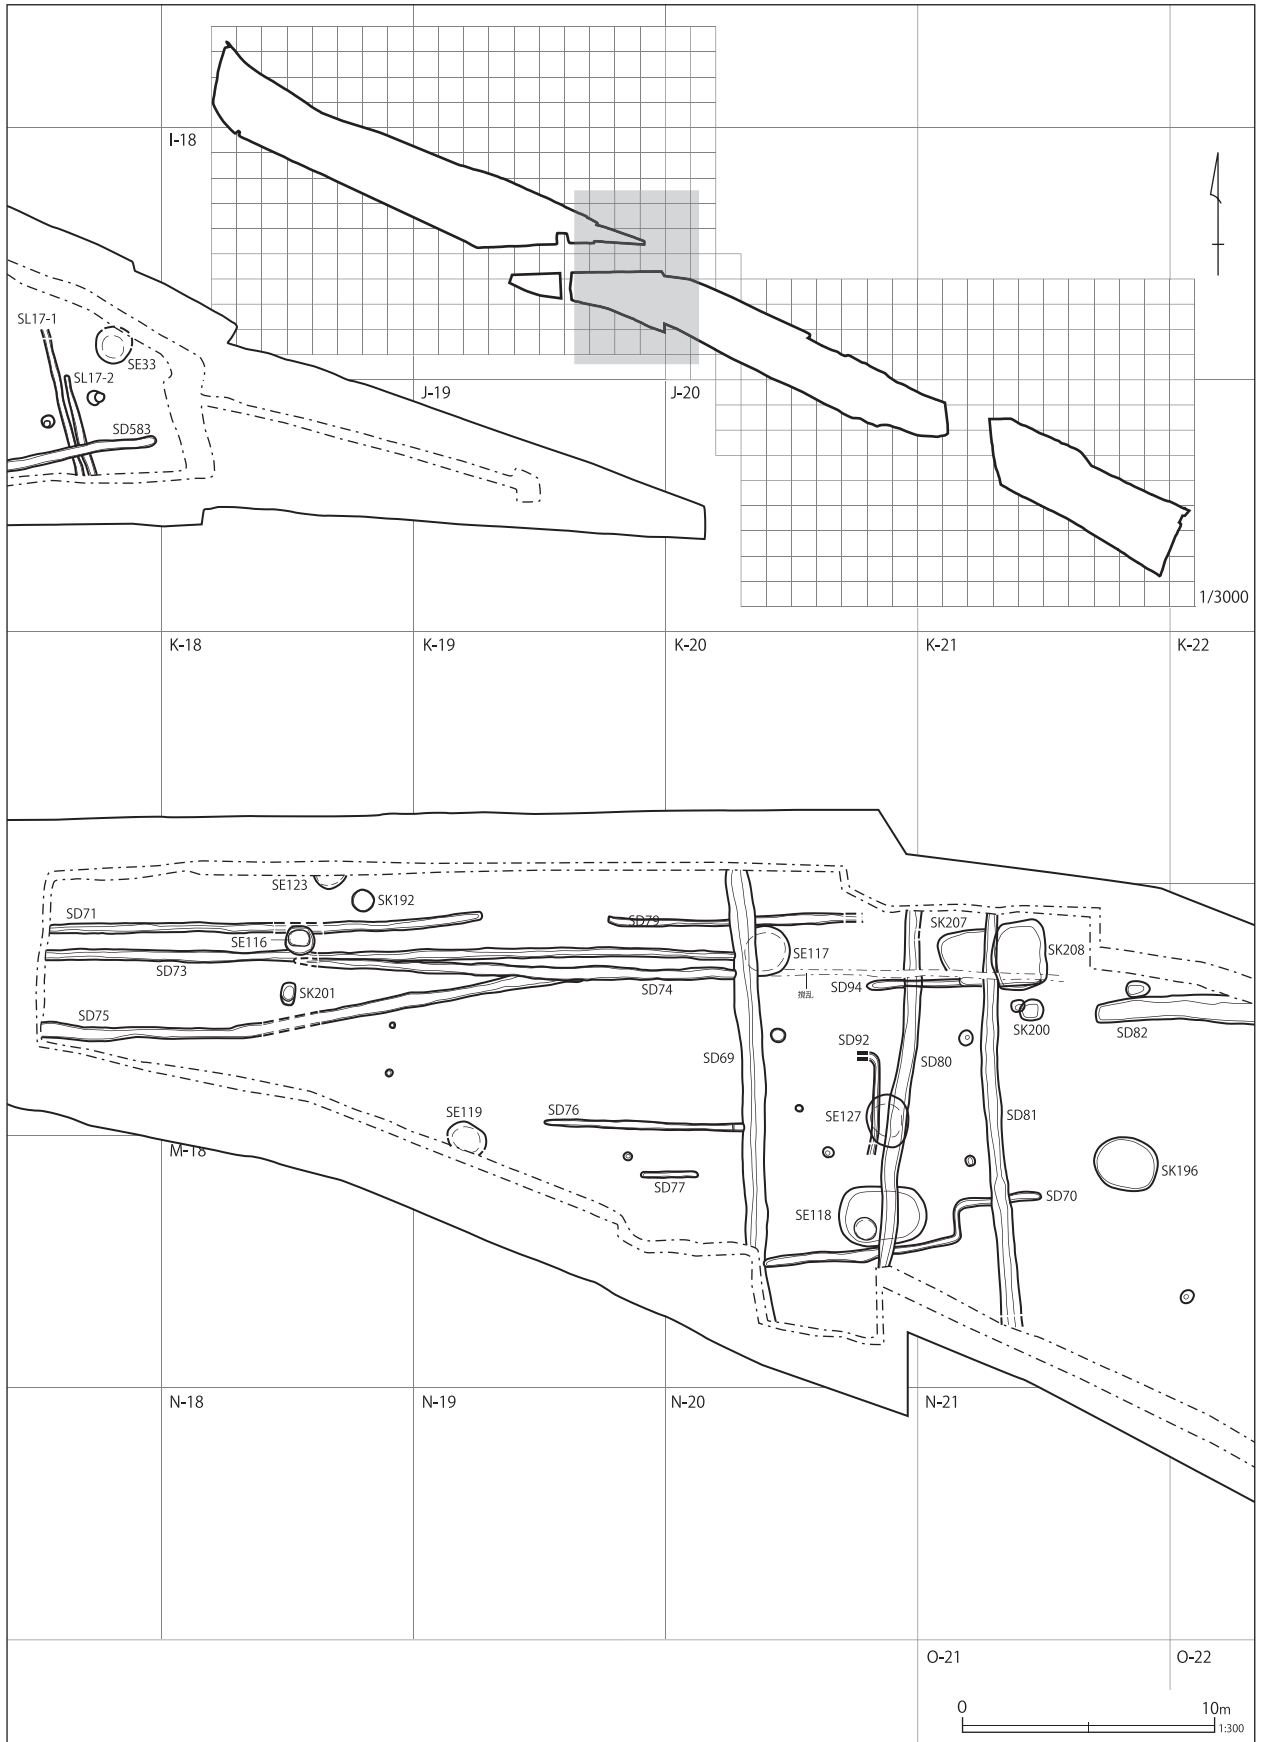 I-18
SL17-1
SE33
SL17-2
J-19
J-20
SD583
1/3000
K-18
K-19
K-20
K-21
K-22
SE123
SK192
SD71
SD79
SK207
SE116
SE117
SK208
SD73
SD74
SD94
攪乱
SK201
SD75
SK200
SD82
SD92
SD69
SD80
SE119
SD76
SE127
SD81
M-18
SK196
SD77
SD70
SE118
N-18
N-19
N-20
N-21
O-21
O-22
0 10m
1:300